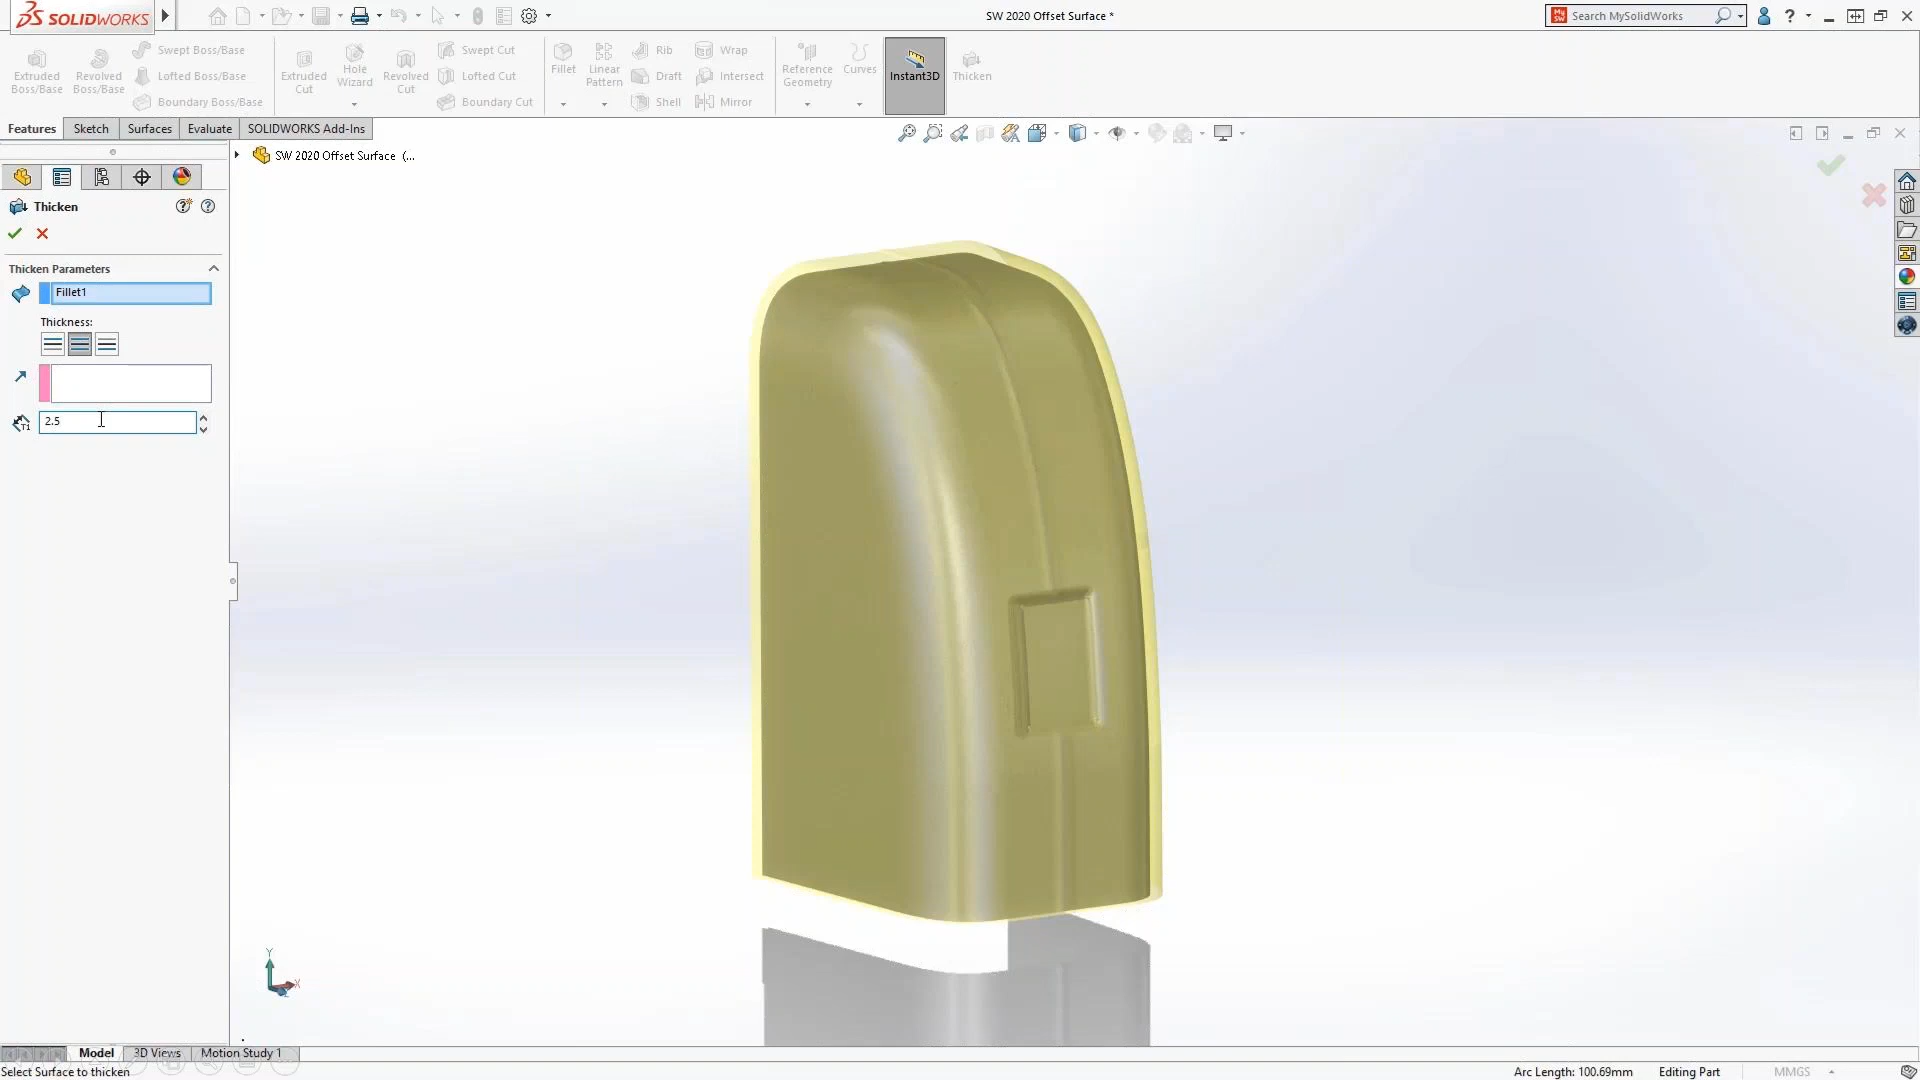 SOLIDWORKS
SW 2020 Offset Surface *
Search MySolidWorks
My SW
Extruded Boss/Base
Revolved Boss/Base
Swept Boss/Base
Lofted Boss/Base
Boundary Boss/Base
Extruded Cut
Hole Wizard
Revolved Cut
Swept Cut
Lofted Cut
Boundary Cut
Fillet
Linear Pattern
Rib
Draft
Shell
Wrap
Intersect
Mirror
Reference Geometry
Curves
Instant3D
Thicken
Features
Sketch
Surfaces
Evaluate
SOLIDWORKS Add-Ins
SW 2020 Offset Surface (...
Thicken
Thicken Parameters
Fillet1
Thickness:
T1
2.5
Y
X
Z
Model
3D Views
Motion Study 1
Select Surface to thicken
Arc Length: 100.69mm
Editing Part
MMGS